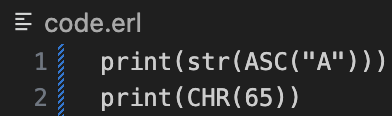 code.erl
1 print(str(ASC("A")))
2 print(CHR(65))